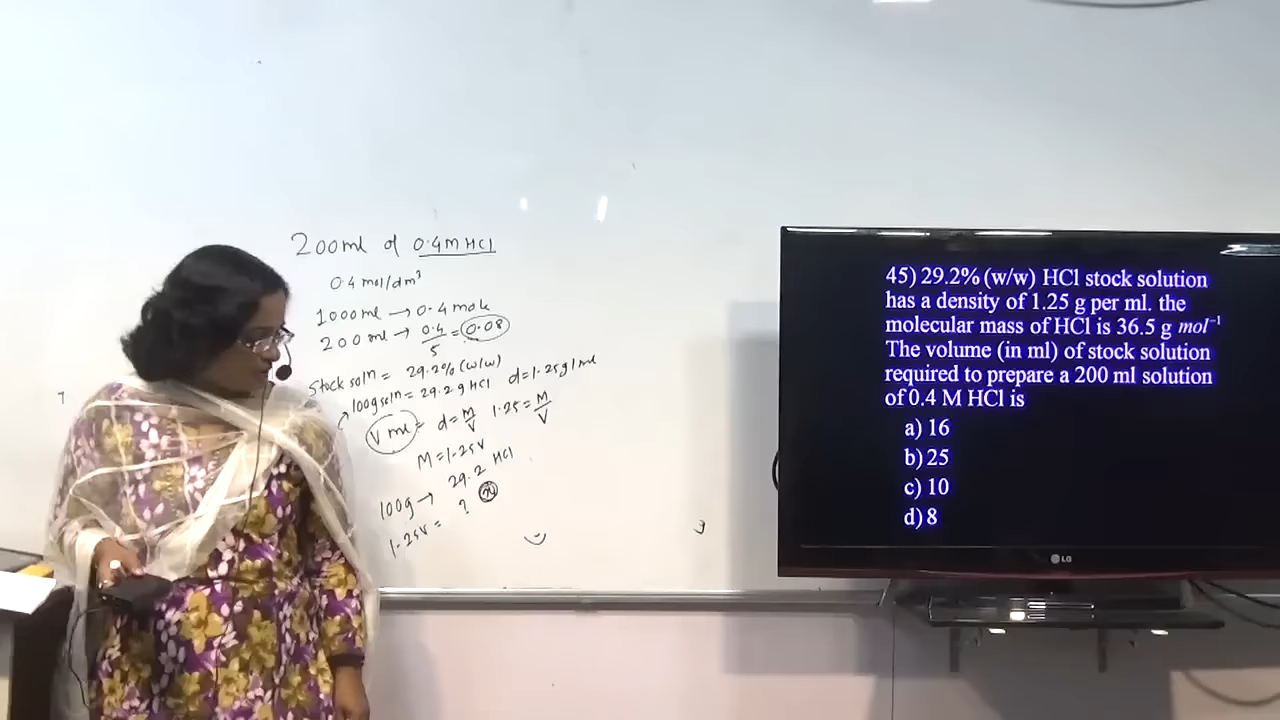 200ml of 0.4M HCl
0.4 mol/dm³
1000ml → 0.4 mole
200ml → 0.4/5 = 0.08
Stock soln = 29.2% (w/w)
100g soln = 29.2g HCl d=1.25g/ml
V ml = d = M/V 1.25 = M/V
M = 1.25V
100g → 29.2 HCl
1.25V = ?
45) 29.2% (w/w) HCl stock solution
has a density of 1.25 g per ml. the
molecular mass of HCl is 36.5 g mol⁻¹
The volume (in ml) of stock solution
required to prepare a 200 ml solution
of 0.4 M HCl is
a) 16
b) 25
c) 10
d) 8
LG